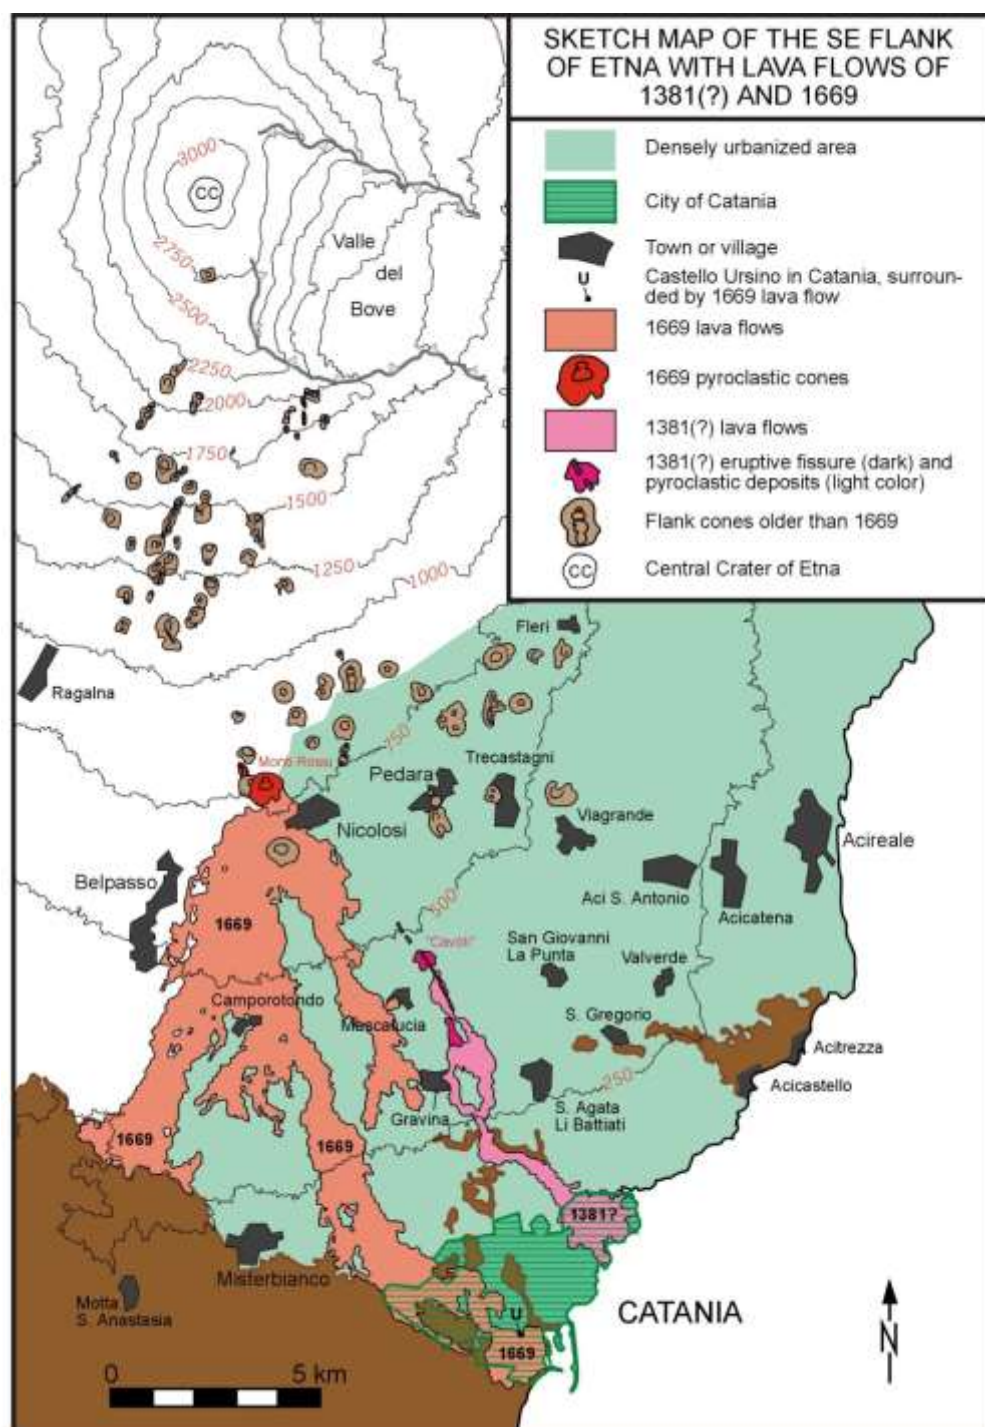 SKETCH MAP OF THE SE FLANK
OF ETNA WITH LAVA FLOWS OF
1381(?) AND 1669
Densely urbanized area
City of Catania
Town or village
U
Castello Ursino in Catania, surroun-
ded by 1669 lava flow
1669 lava flows
1669 pyroclastic cones
1381(?) lava flows
1381(?) eruptive fissure (dark) and
pyroclastic deposits (light color)
Flank cones older than 1669
CC
Central Crater of Etna
3000
CC
2750
2500
2250
2000
1750
1500
1250
1000
Valle
del
Bove
Fleri
Ragalna
750
Monti Rossi
Pedara
Trecastagni
Nicolosi
Viagrande
Acireale
Belpasso
Aci S. Antonio
Acicatena
500
1669
"Cavòli"
San Giovanni
La Punta
Valverde
Camporotondo
Mascalucia
S. Gregorio
Acitrezza
250
Acicastello
Gravina
S. Agata
Li Battiati
1669
1669
1381?
Misterbianco
Motta
S. Anastasia
U
CATANIA
1669
N
0
5 km